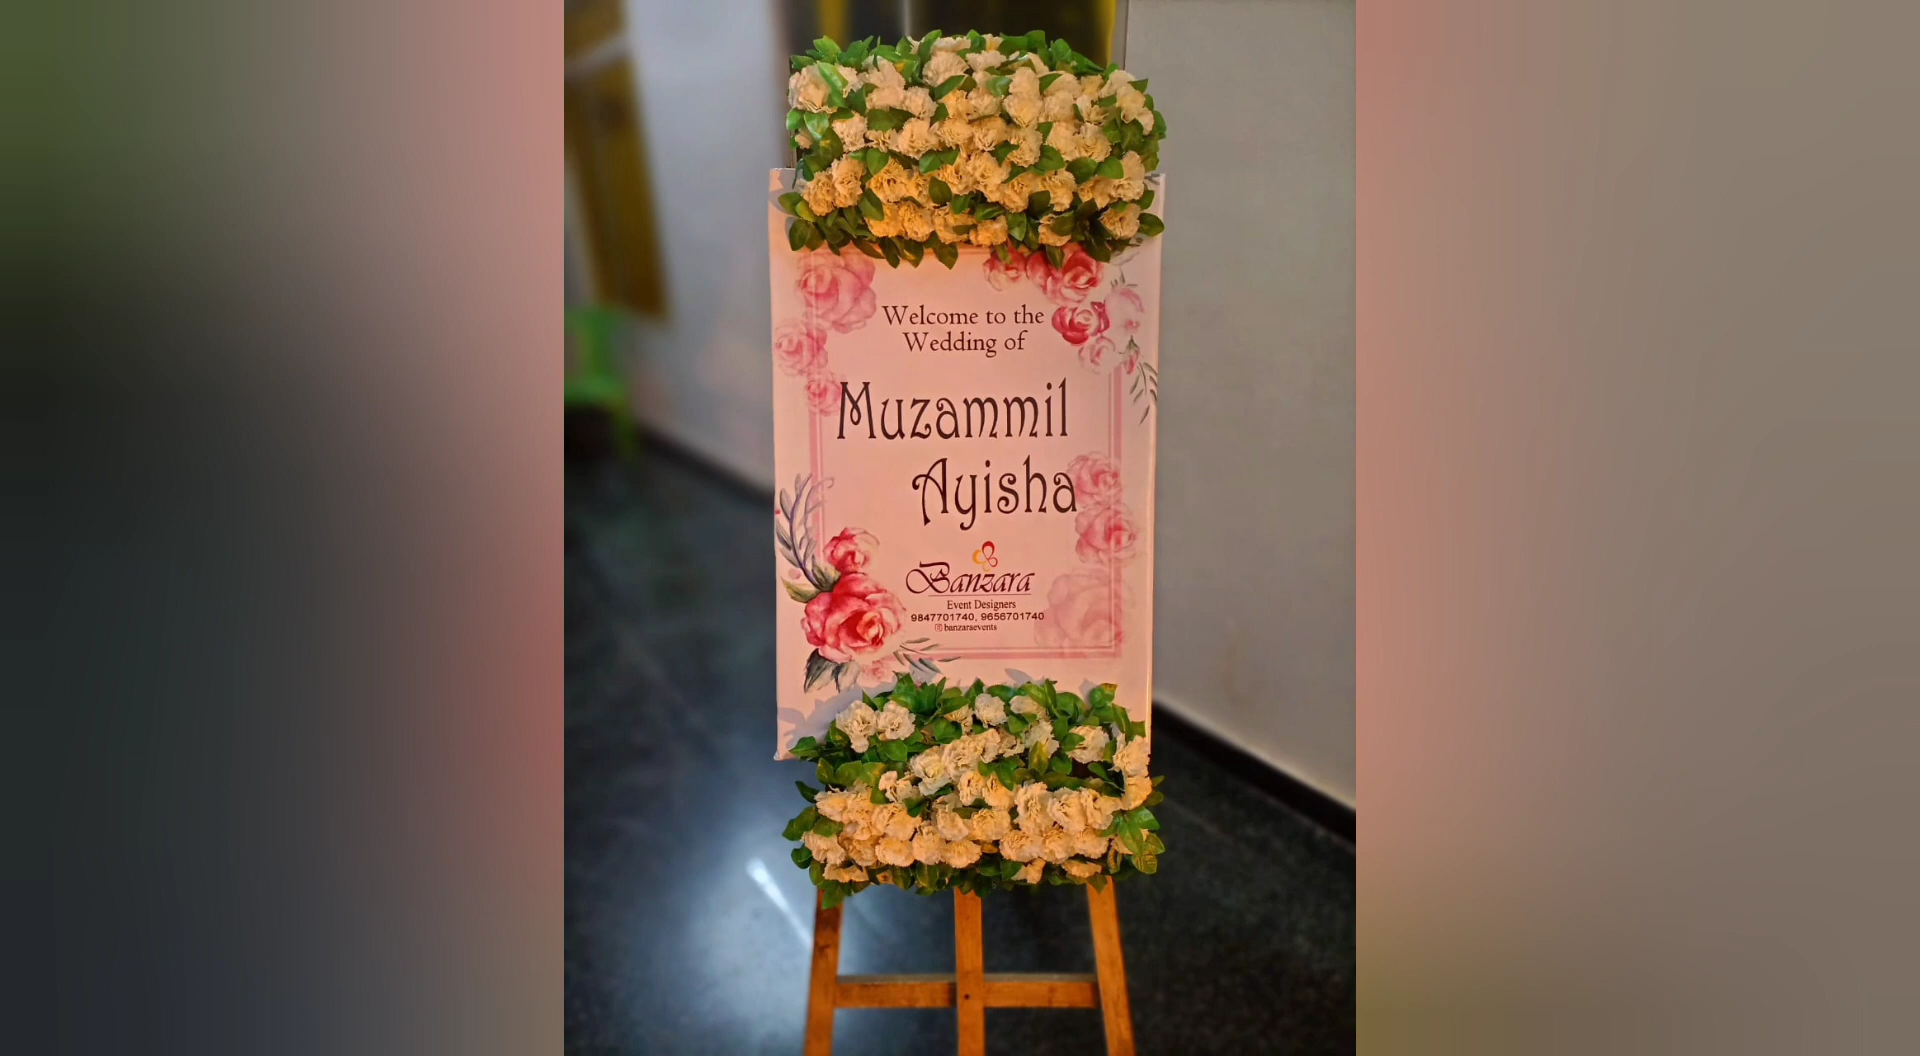 Welcome to the
Wedding of
Muzammil
Ayisha
Banzara
Event Designers
9847701740, 9656701740
banzaraevents